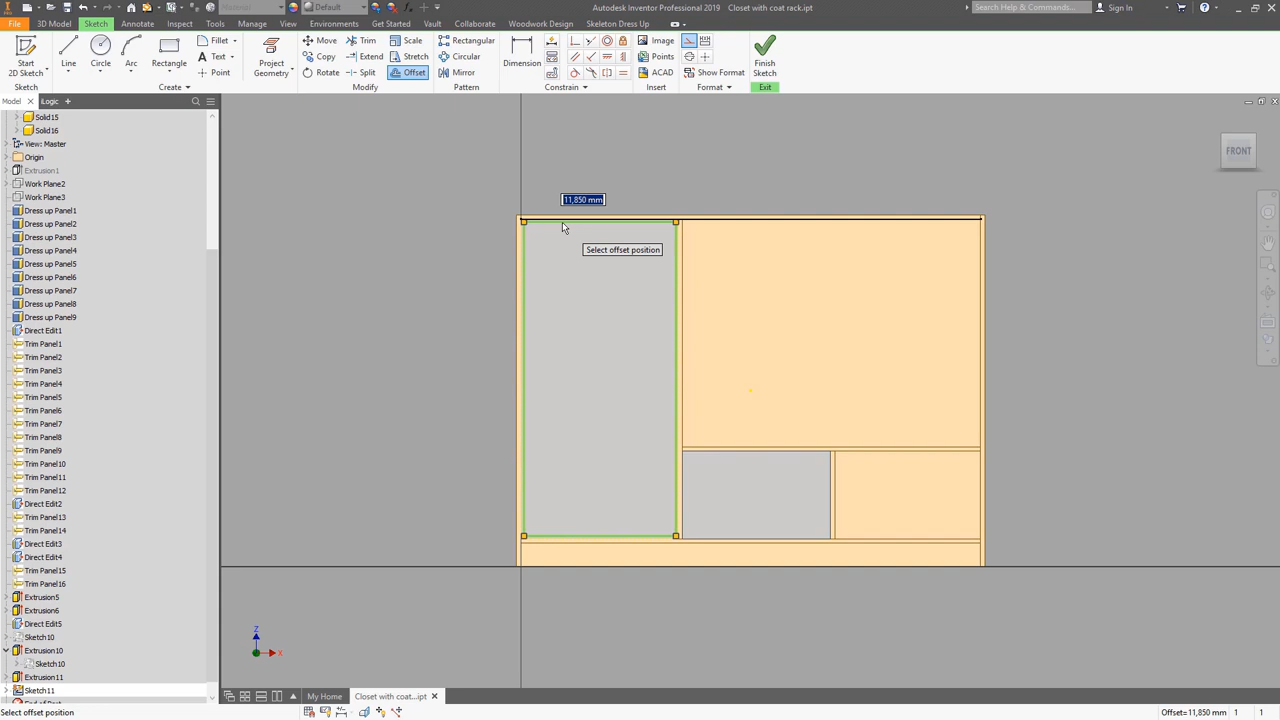 Material
Default
Autodesk Inventor Professional 2019 Closet with coat rack.ipt
Search Help & Commands...
Sign In
File
3D Model
Sketch
Annotate
Inspect
Tools
Manage
View
Environments
Get Started
Vault
Collaborate
Woodwork Design
Skeleton Dress Up
Start
2D Sketch
Line
Circle
Arc
Rectangle
Fillet
Text
Point
Project
Geometry
Move
Copy
Rotate
Trim
Extend
Split
Scale
Stretch
Offset
Rectangular
Circular
Mirror
Dimension
Image
Points
ACAD
Show Format
Finish
Sketch
Sketch
Create
Modify
Pattern
Constrain
Insert
Format
Exit
Model
iLogic
Solid15
Solid16
View: Master
Origin
Extrusion1
Work Plane2
Work Plane3
Dress up Panel1
Dress up Panel2
Dress up Panel3
Dress up Panel4
Dress up Panel5
Dress up Panel6
Dress up Panel7
Dress up Panel8
Dress up Panel9
Direct Edit1
Trim Panel1
Trim Panel2
Trim Panel3
Trim Panel4
Trim Panel5
Trim Panel6
Trim Panel7
Trim Panel8
Trim Panel9
Trim Panel10
Trim Panel11
Trim Panel12
Direct Edit2
Trim Panel13
Trim Panel14
Direct Edit3
Direct Edit4
Trim Panel15
Trim Panel16
Extrusion5
Extrusion6
Direct Edit5
Sketch10
Extrusion10
Sketch10
Extrusion11
Sketch11
11,850 mm
Select offset position
FRONT
Z
X
My Home
Closet with coat...ipt
Select offset position
Offset=11,850 mm
1
1